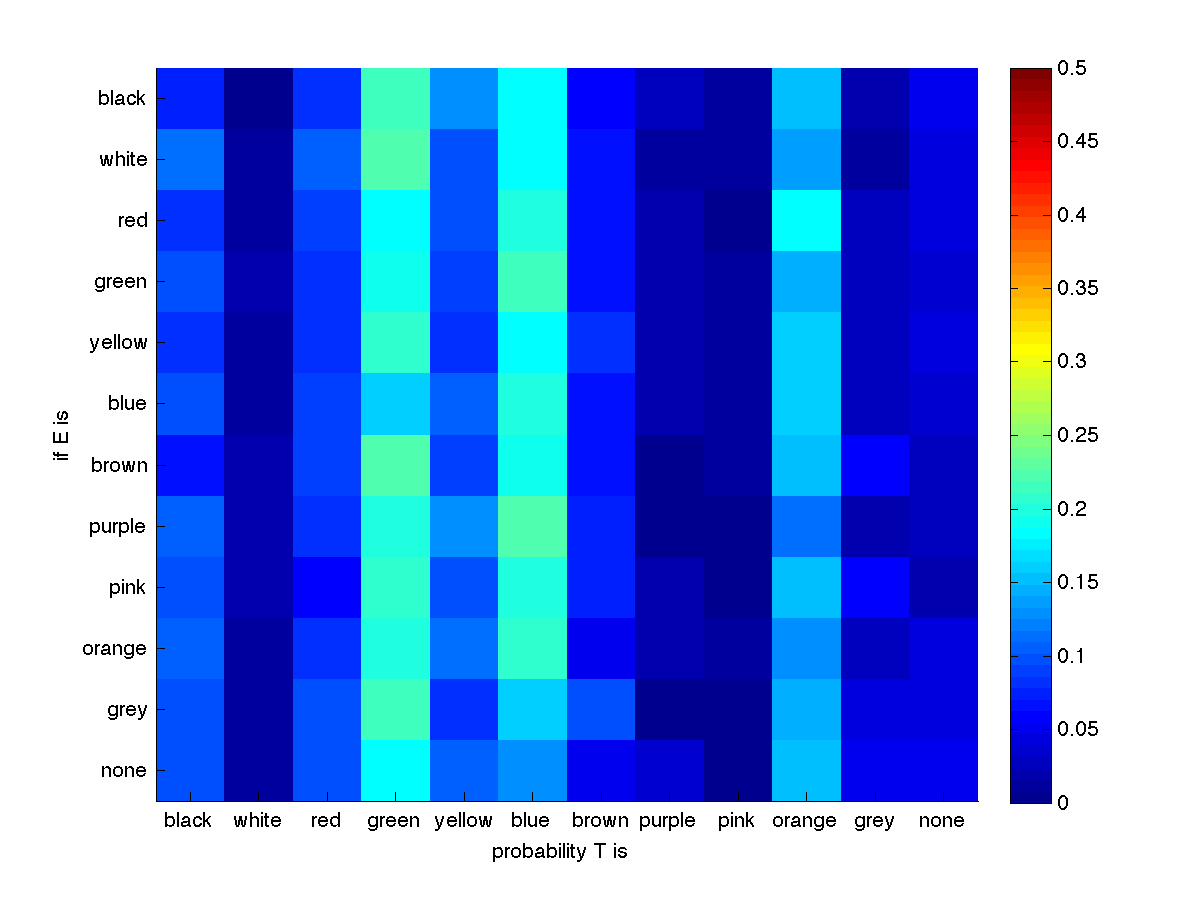 if E is
black
white
red
green
yellow
blue
brown
purple
pink
orange
grey
none
black white red green yellow blue brown purple pink orange grey none
probability T is
0.5
0.45
0.4
0.35
0.3
0.25
0.2
0.15
0.1
0.05
0